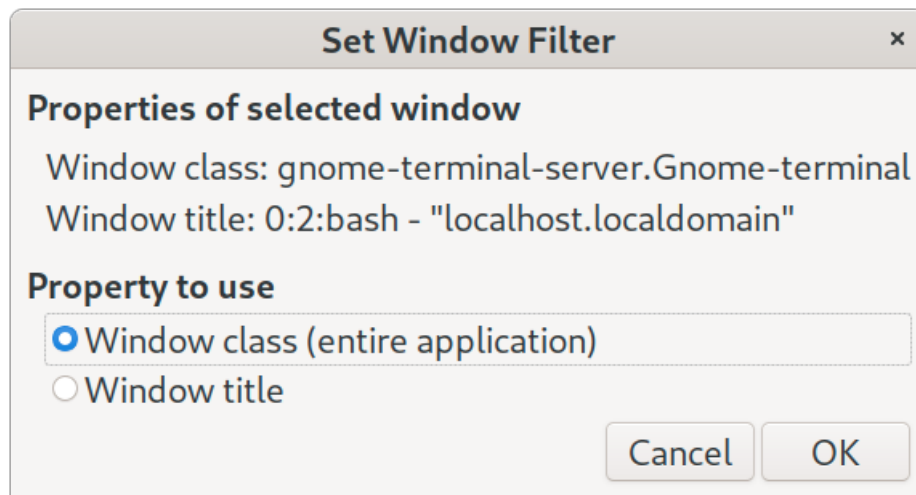 Set Window Filter
Properties of selected window
Window class: gnome-terminal-server.Gnome-terminal
Window title: 0:2:bash - "localhost.localdomain"
Property to use
Window class (entire application)
Window title
Cancel OK